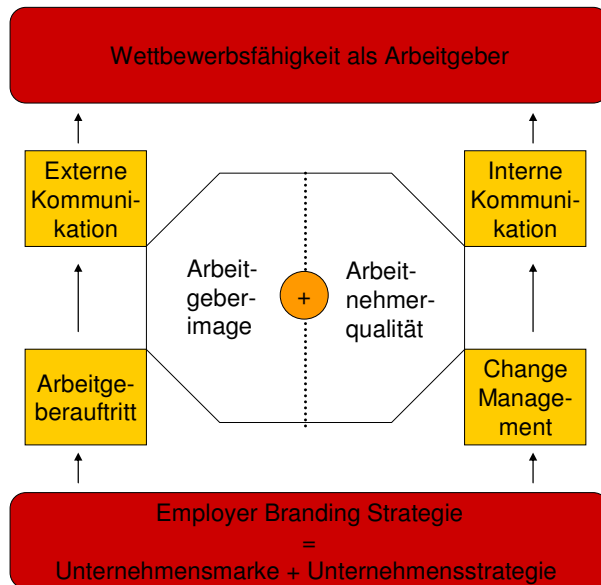 Wettbewerbsfähigkeit als Arbeitgeber
Externe
Kommuni-
kation
Interne
Kommuni-
kation
Arbeit-
geber-
image
+
Arbeit-
nehmer-
qualität
Arbeitge-
berauftritt
Change
Manage-
ment
Employer Branding Strategie
=
Unternehmensmarke + Unternehmensstrategie